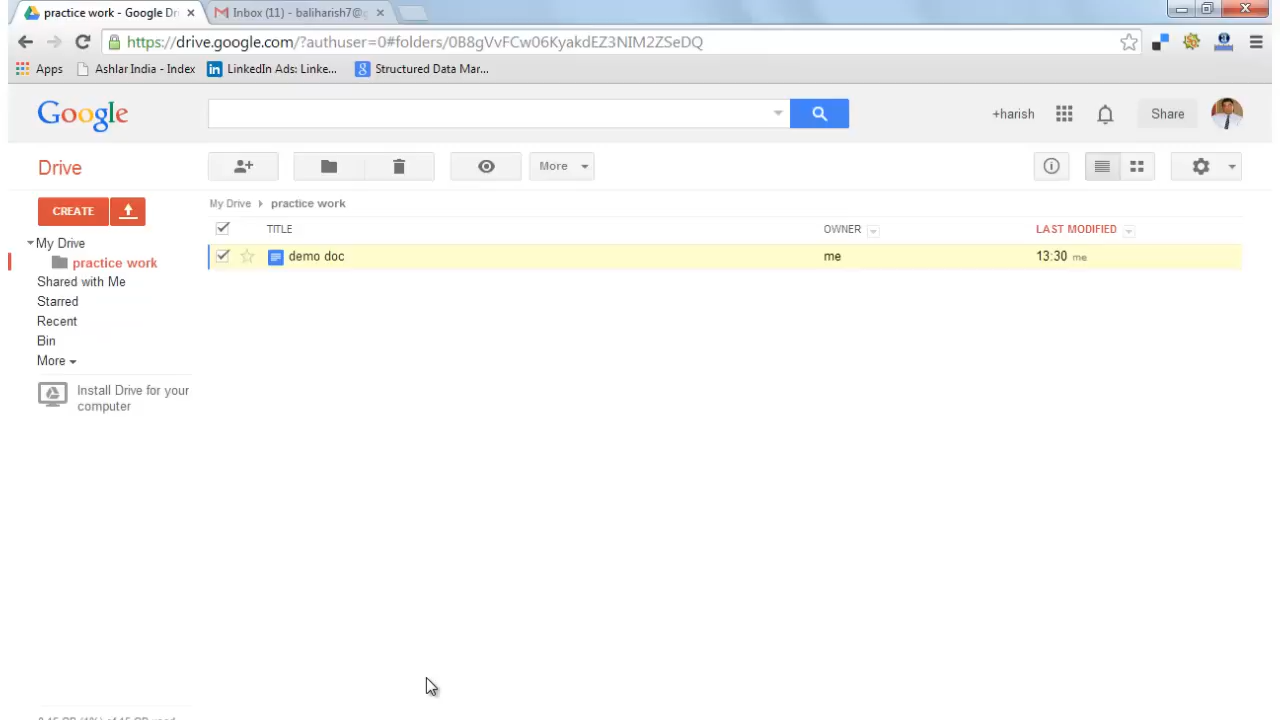 practice work - Google Dri
Inbox (11) - baliharish7@g
https://drive.google.com/?authuser=0#folders/0B8gVvFCw06KyakdEZ3NIM2ZSeDQ
Apps
Ashlar India - Index
LinkedIn Ads: Linke...
Structured Data Mar...
Google
+harish
Share
Drive
More
CREATE
My Drive
practice work
Shared with Me
Starred
Recent
Bin
More
Install Drive for your
computer
My Drive
practice work
TITLE
OWNER
LAST MODIFIED
demo doc
me
13:30 me